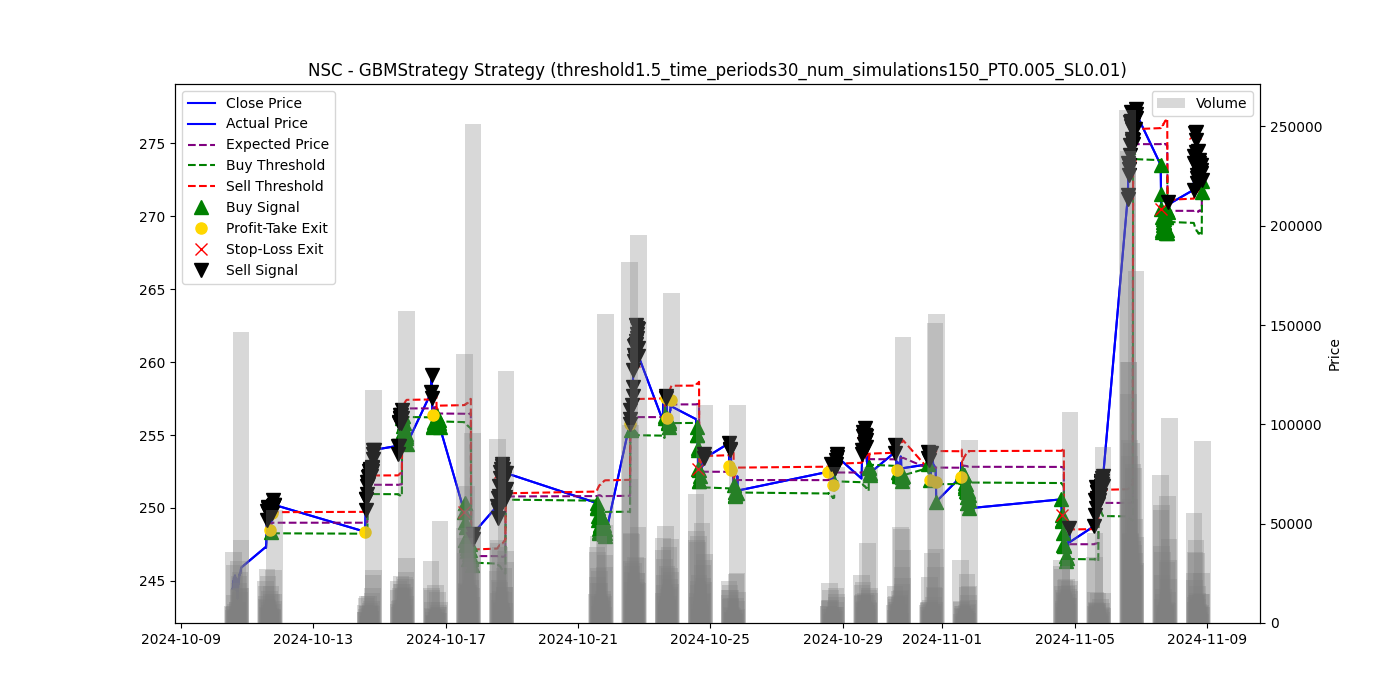 NSC - GBMStrategy Strategy (threshold1.5_time_periods30_num_simulations150_PT0.005_SL0.01)
Close Price
Actual Price
Expected Price
Buy Threshold
Sell Threshold
Buy Signal
Profit-Take Exit
Stop-Loss Exit
Sell Signal
Volume
275
270
265
260
255
250
245
250000
200000
150000
100000
50000
0
Price
2024-10-09
2024-10-13
2024-10-17
2024-10-21
2024-10-25
2024-10-29
2024-11-01
2024-11-05
2024-11-09